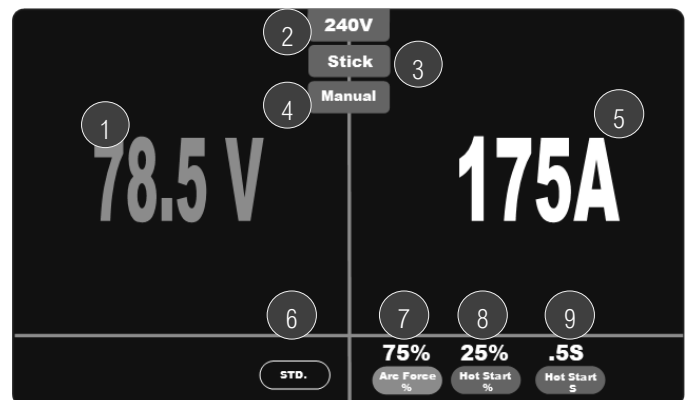 240V
2
Stick
3
Manual
4
1
5
78.5 V
175A
6
7
8
9
75%
25%
.5S
STD.
Arc Force
%
Hot Start
%
Hot Start
S